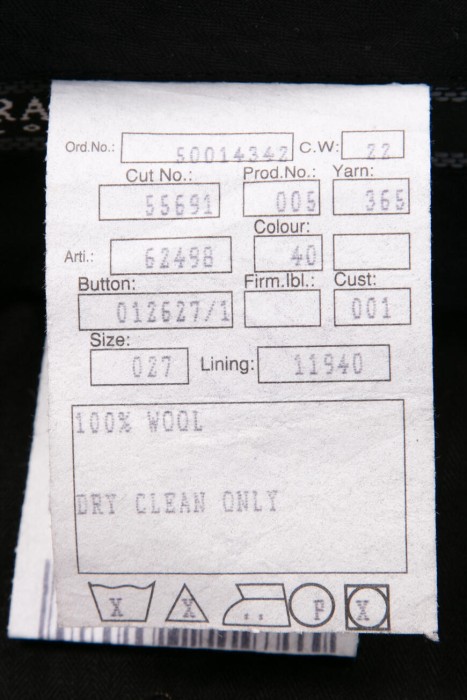 RA
Ord.No.: 50014342 C.W: 22
Cut No.: Prod.No.: Yarn:
55691 005 365
Colour:
Arti.: 62498 40
Button: Firm.lbl.: Cust:
012627/1 001
Size:
027 Lining: 11940
100% WOOL
DRY CLEAN ONLY
X X P X